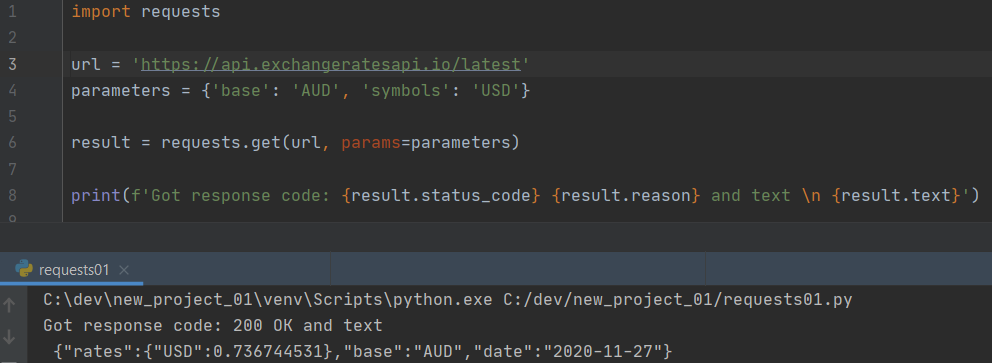 1 import requests
2
3 url = 'https://api.exchangeratesapi.io/latest'
4 parameters = {'base': 'AUD', 'symbols': 'USD'}
5
6 result = requests.get(url, params=parameters)
7
8 print(f'Got response code: {result.status_code} {result.reason} and text \n {result.text}')
9
requests01 ×
C:\dev\new_project_01\venv\Scripts\python.exe C:/dev/new_project_01/requests01.py
Got response code: 200 OK and text
{"rates":{"USD":0.736744531},"base":"AUD","date":"2020-11-27"}